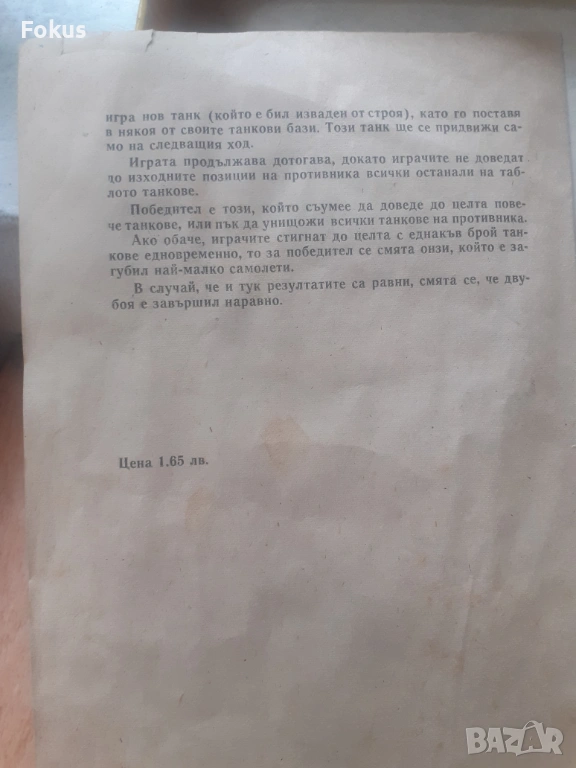 Fokus
игра нов танк (който е бил изваден от строя), като го поставя
в някоя от своите танкови бази. Този танк ще се придвижи са-
мо на следващия ход.
Играта продължава дотогава, докато играчите не доведат
до изходните позиции на противника всички останали на таб-
лото танкове.
Победител е този, който съумее да доведе до целта пове-
че танкове, или пък да унищожи всички танкове на противника.
Ако обаче, играчите стигнат до целта с еднакъв брой тан-
кове едновременно, то за победител се смята онзи, който е за-
губил най-малко самолети.
В случай, че и тук резултатите са равни, смята се, че дву-
боя е завършил наравно.
Цена 1.65 лв.
BAZAR